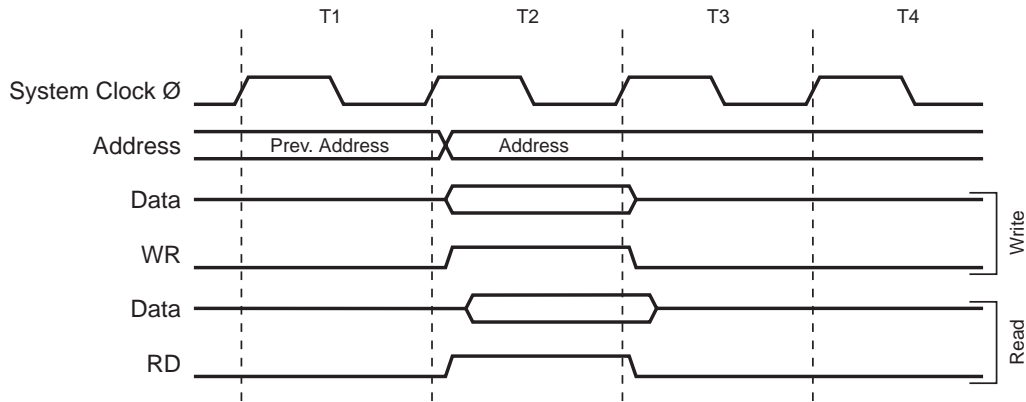 T1 T2 T3 T4
System Clock Ø
Address Prev. Address Address
Data
WR
Write
Data
RD
Read